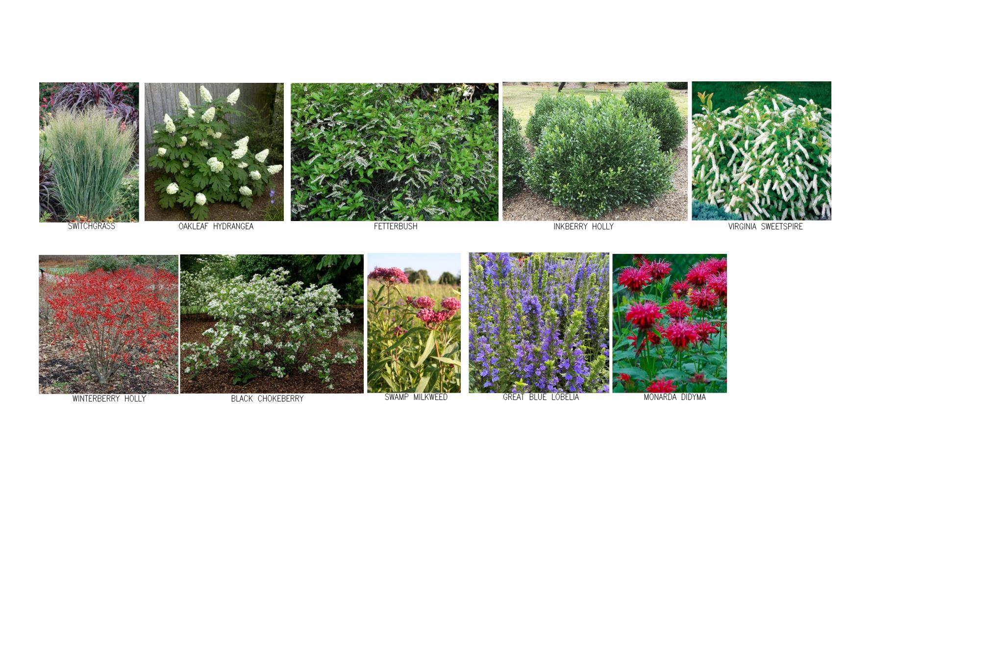 SWITCHGRASS
OAKLEAF HYDRANGEA
FETTERBUSH
INKBERRY HOLLY
VIRGINIA SWEETSPIRE
WINTERBERRY HOLLY
BLACK CHOKEBERRY
SWAMP MILKWEED
GREAT BLUE LOBELIA
MONARDA DIDYMA